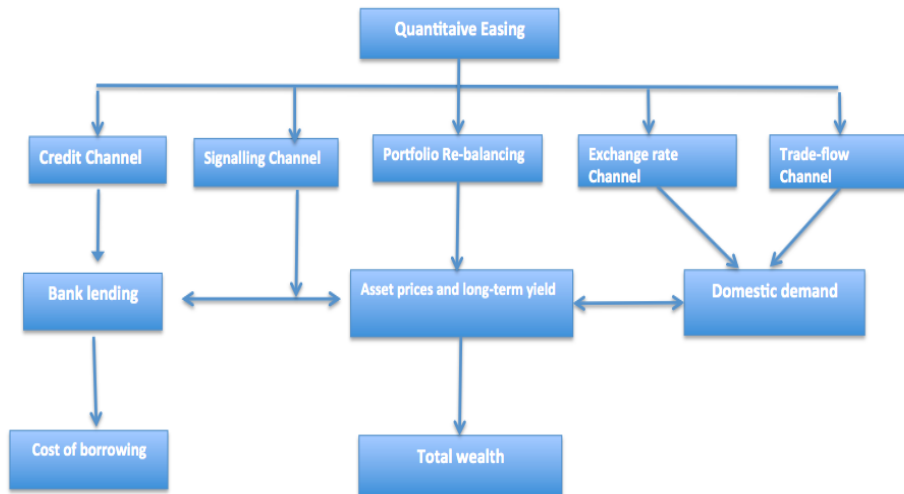 Quantitaive Easing
Credit Channel
Signalling Channel
Portfolio Re-balancing
Exchange rate
Channel
Trade-flow
Channel
Bank lending
Asset prices and long-term yield
Domestic demand
Cost of borrowing
Total wealth